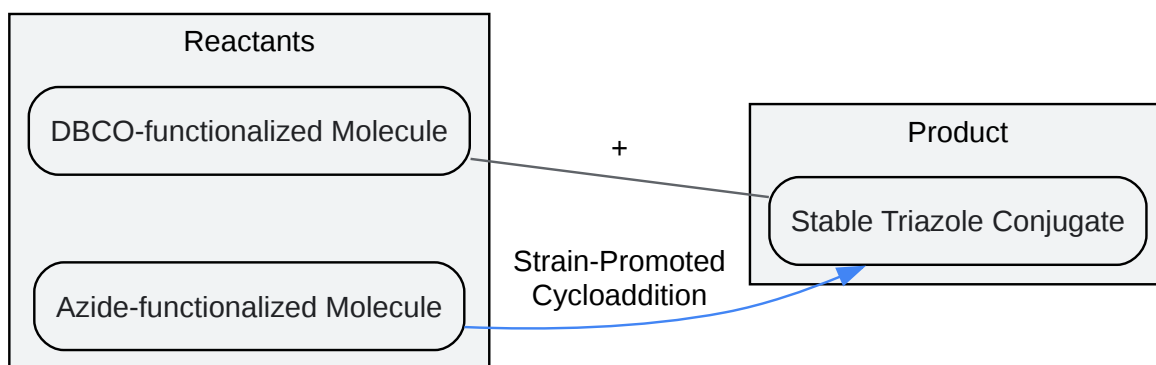 Reactants
DBCO-functionalized Molecule
+
Product
Stable Triazole Conjugate
Strain-Promoted
Cycloaddition
Azide-functionalized Molecule